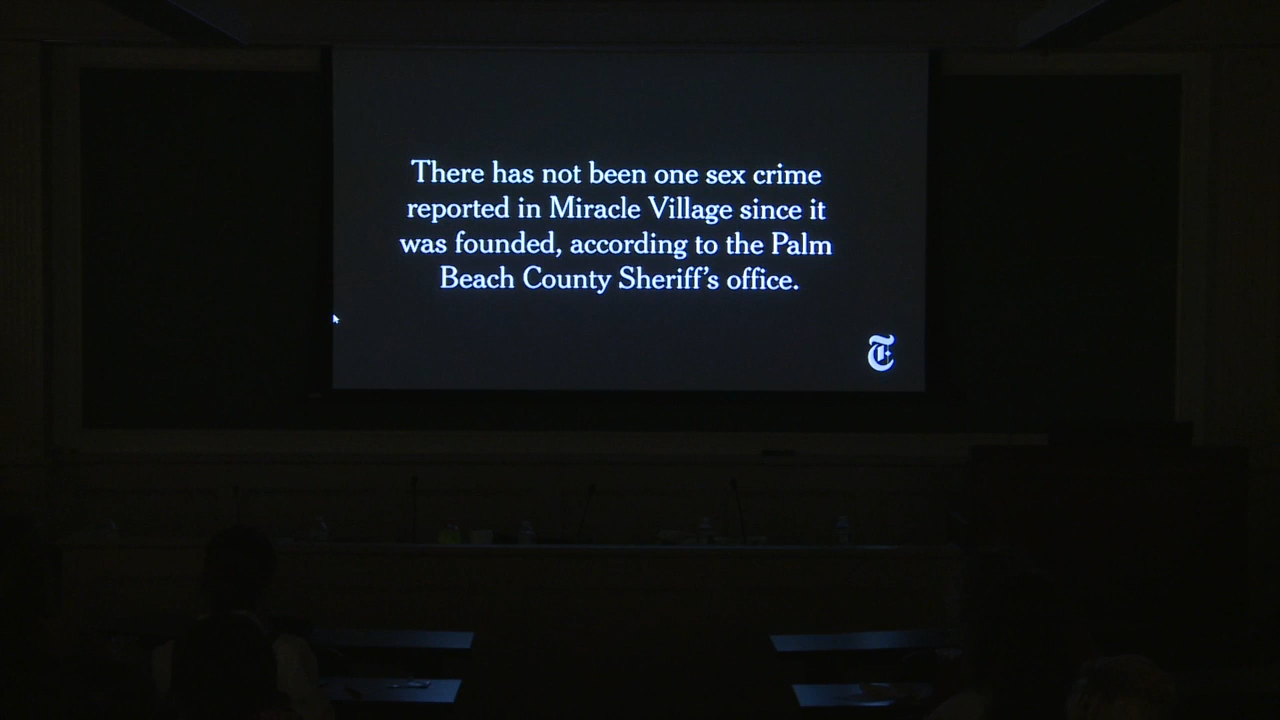 There has not been one sex crime
reported in Miracle Village since it
was founded, according to the Palm
Beach County Sheriff's office.
T